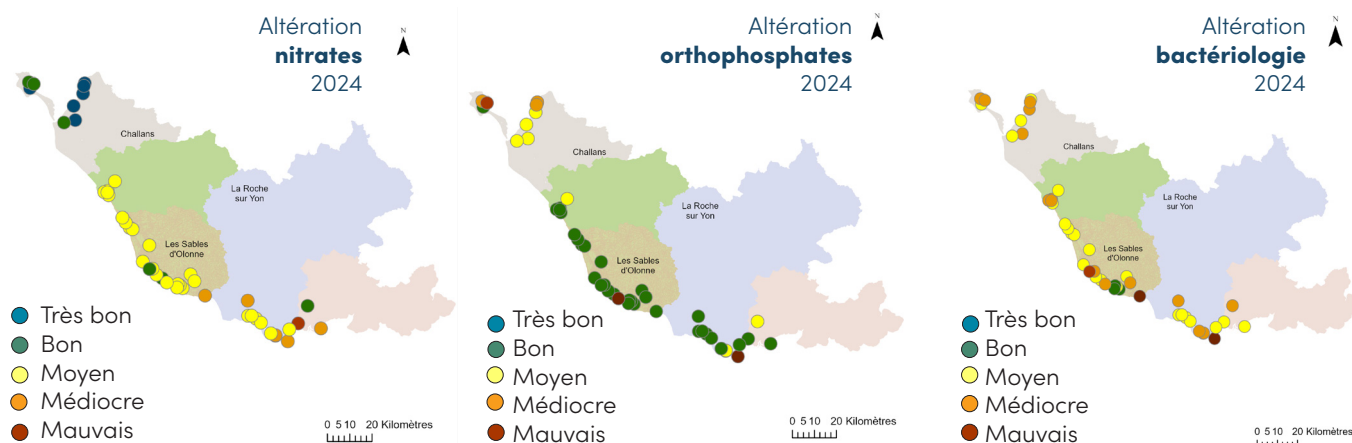 Altération
nitrates
2024
N
Challans
La Roche
sur Yon
Les Sables
d'Olonne
Très bon
Bon
Moyen
Médiocre
Mauvais
0 5 10 20 Kilomètres
Altération
orthophosphates
2024
N
Challans
La Roche
sur Yon
Les Sables
d'Olonne
Très bon
Bon
Moyen
Médiocre
Mauvais
0 5 10 20 Kilomètres
Altération
bactériologie
2024
N
Challans
La Roche
sur Yon
Les Sables
d'Olonne
Très bon
Bon
Moyen
Médiocre
Mauvais
0 5 10 20 Kilomètres